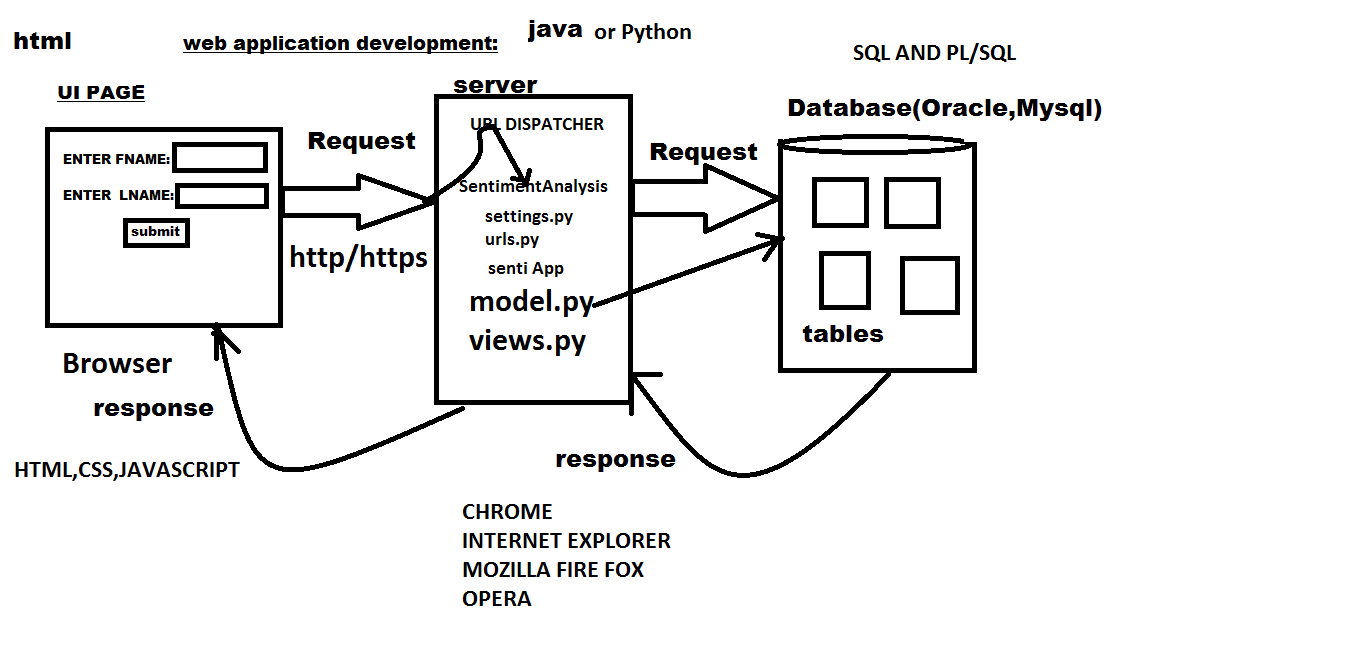 html
web application development:
java or Python
SQL AND PL/SQL
UI PAGE
server
Database(Oracle,Mysql)
ENTER FNAME:
ENTER LNAME:
submit
Request
http/https
URL DISPATCHER
SentimentAnalysis
settings.py
urls.py
senti App
model.py
views.py
Request
tables
Browser
response
HTML,CSS,JAVASCRIPT
response
CHROME
INTERNET EXPLORER
MOZILLA FIRE FOX
OPERA